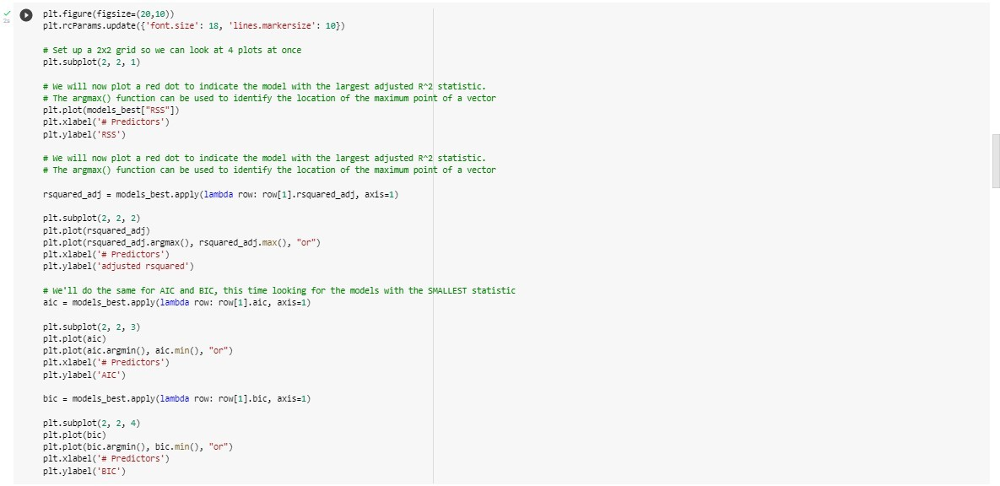 2s
plt.figure(figsize=(20,10))
plt.rcParams.update({'font.size': 18, 'lines.markersize': 10})
# Set up a 2x2 grid so we can look at 4 plots at once
plt.subplot(2, 2, 1)
# We will now plot a red dot to indicate the model with the largest adjusted R^2 statistic.
# The argmax() function can be used to identify the location of the maximum point of a vector
plt.plot(models_best["RSS"])
plt.xlabel('# Predictors')
plt.ylabel('RSS')
# We will now plot a red dot to indicate the model with the largest adjusted R^2 statistic.
# The argmax() function can be used to identify the location of the maximum point of a vector
rsquared_adj = models_best.apply(lambda row: row[1].rsquared_adj, axis=1)
plt.subplot(2, 2, 2)
plt.plot(rsquared_adj)
plt.plot(rsquared_adj.argmax(), rsquared_adj.max(), "or")
plt.xlabel('# Predictors')
plt.ylabel('adjusted rsquared')
# We'll do the same for AIC and BIC, this time looking for the models with the SMALLEST statistic
aic = models_best.apply(lambda row: row[1].aic, axis=1)
plt.subplot(2, 2, 3)
plt.plot(aic)
plt.plot(aic.argmin(), aic.min(), "or")
plt.xlabel('# Predictors')
plt.ylabel('AIC')
bic = models_best.apply(lambda row: row[1].bic, axis=1)
plt.subplot(2, 2, 4)
plt.plot(bic)
plt.plot(bic.argmin(), bic.min(), "or")
plt.xlabel('# Predictors')
plt.ylabel('BIC')